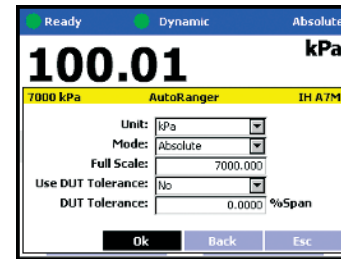 Ready Dynamic Absolute
100.01 kPa
7000 kPa AutoRanger IH A7M
Unit: kPa
Mode: Absolute
Full Scale: 7000.000
Use DUT Tolerance: No
DUT Tolerance: 0.0000 %Span
Ok Back Esc